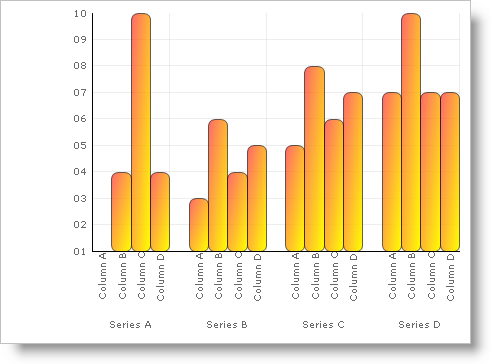 10
09
08
07
06
05
04
03
02
01
Column A
Column B
Column C
Column D
Column A
Column B
Column C
Column D
Column A
Column B
Column C
Column D
Column A
Column B
Column C
Column D
Series A
Series B
Series C
Series D